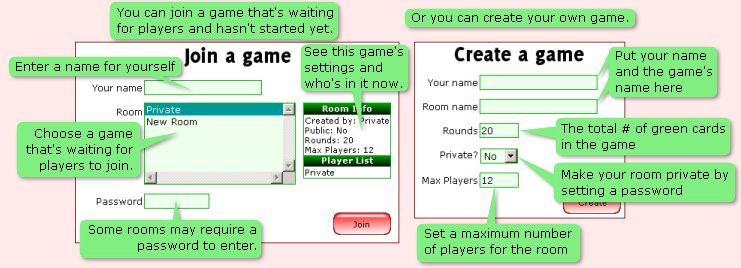 You can join a game that's waiting
for players and hasn't started yet.
Or you can create your own game.
Join a game
Enter a name for yourself
Your name
See this game's
settings and
who's in it now.
Room
Private
New Room
Choose a game
that's waiting for
players to join.
Room Info
Created by: Private
Public: No
Rounds: 20
Max Players: 12
Player List
Private
Password
Some rooms may require a
password to enter.
Join
Create a game
Your name
Room name
Put your name
and the game's
name here
Rounds
20
The total # of green cards
in the game
Private?
No
Make your room private by
setting a password
Max Players
12
Create
Set a maximum number
of players for the room